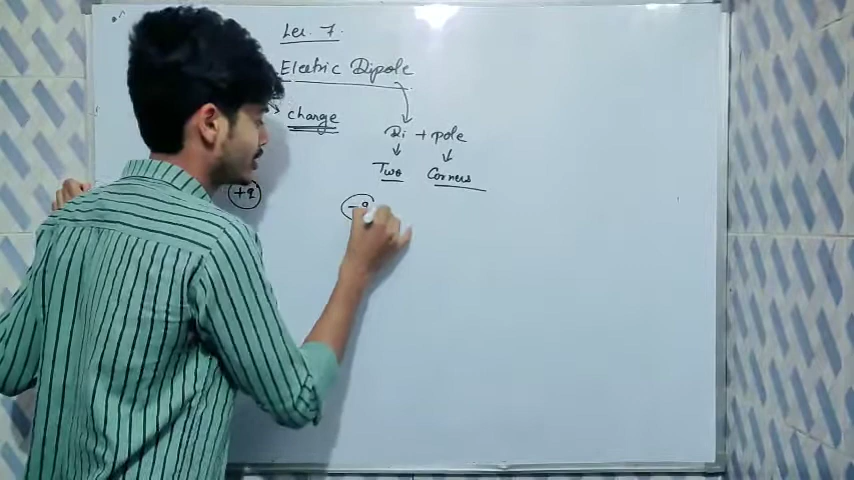 Lec. 7.
Electric Dipole
charge
Di + pole
Two Corners
+q
-q